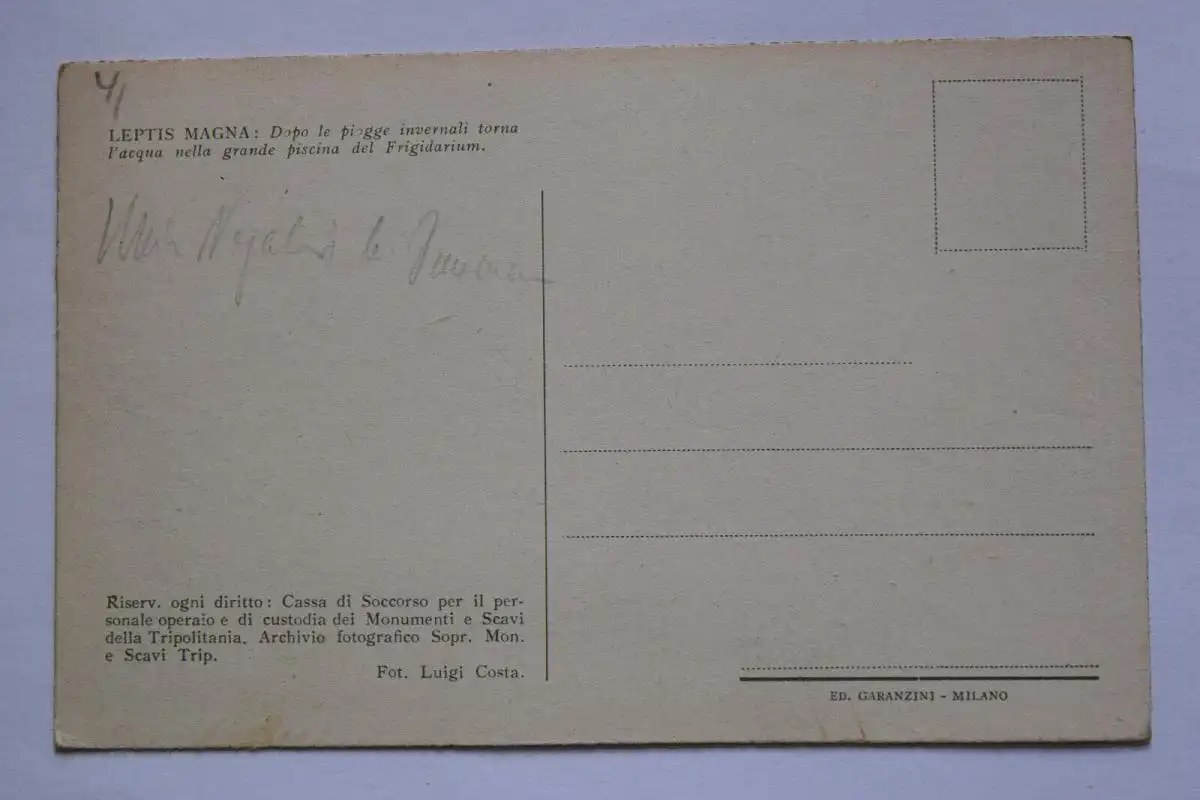 4/1
LEPTIS MAGNA: Dopo le piogge invernali torna
l'acqua nella grande piscina del Frigidarium.
Riserv. ogni diritto: Cassa di Soccorso per il per-
sonale operaio e di custodia dei Monumenti e Scavi
della Tripolitania. Archivio fotografico Sopr. Mon.
e Scavi Trip.
Fot. Luigi Costa.
ED. GARANZINI - MILANO